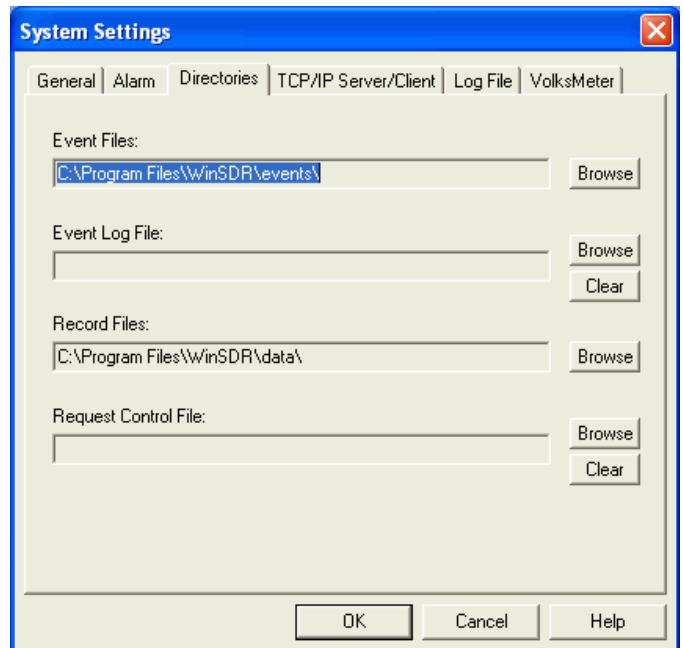 System Settings
General Alarm Directories TCP/IP Server/Client Log File VolksMeter
Event Files:
C:\Program Files\WinSDR\events\ Browse
Event Log File:
Browse
Clear
Record Files:
C:\Program Files\WinSDR\data\ Browse
Request Control File:
Browse
Clear
OK Cancel Help